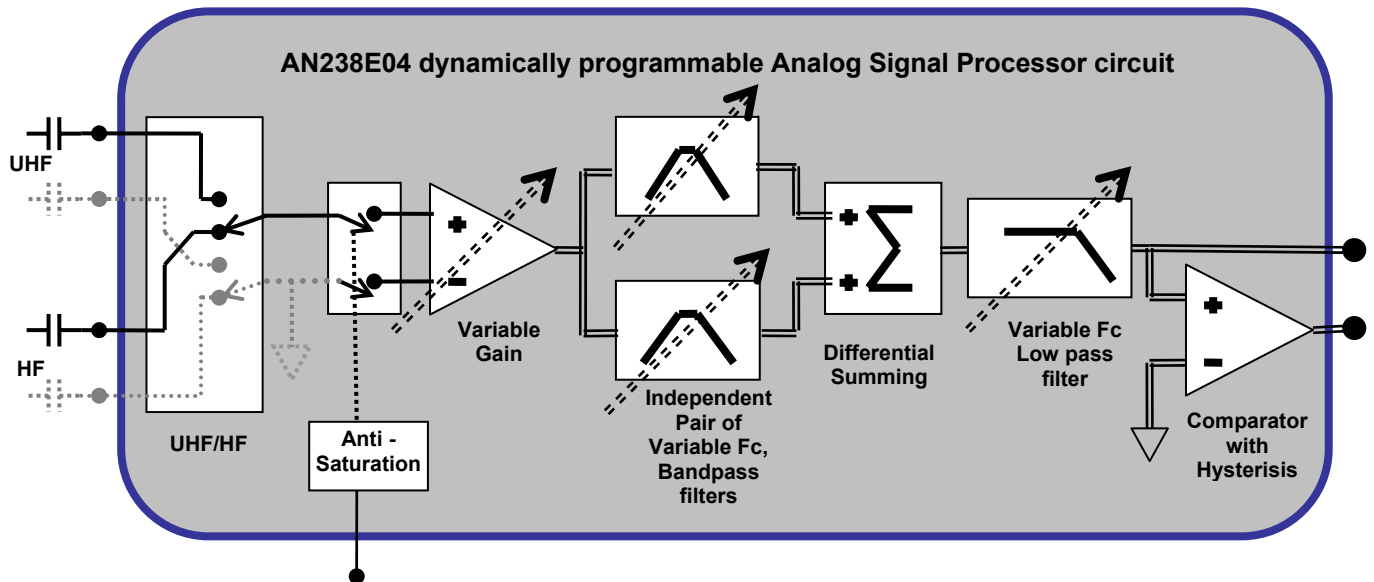 AN238E04 dynamically programmable Analog Signal Processor circuit
UHF
HF
UHF/HF
Anti -
Saturation
Variable
Gain
Independent
Pair of
Variable Fc,
Bandpass
filters
Differential
Summing
Variable Fc
Low pass
filter
Comparator
with
Hysterisis